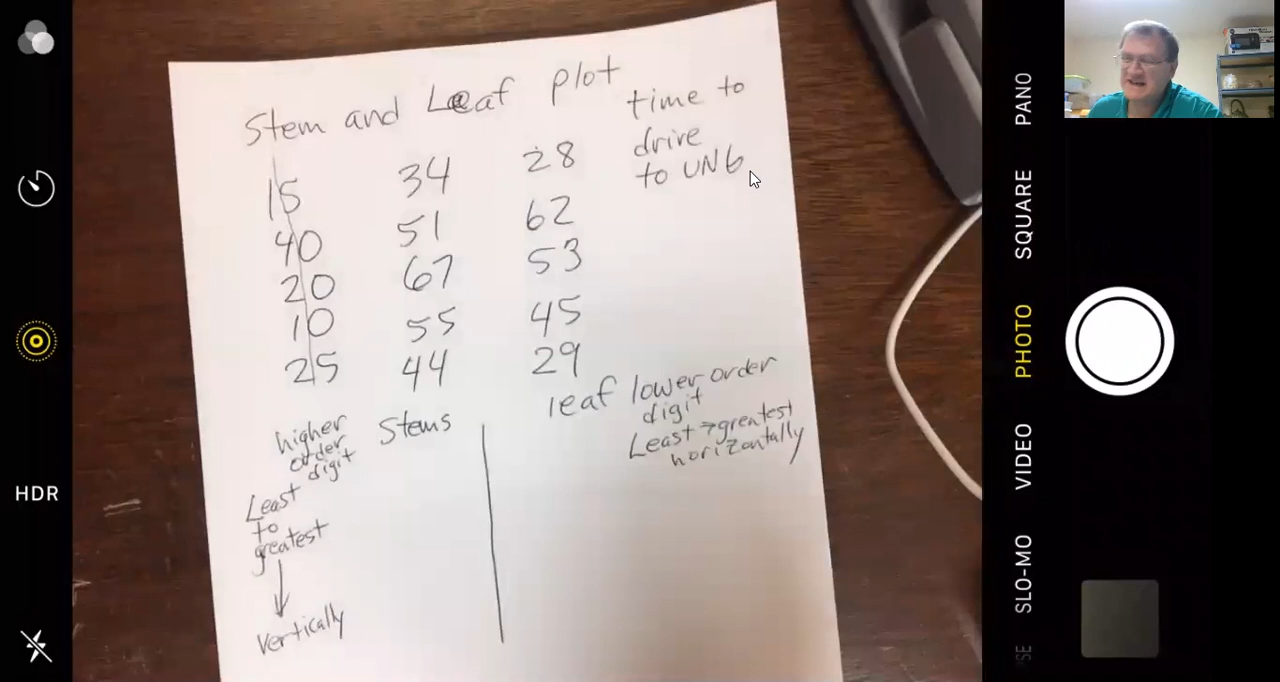 Stem and Leaf plot
time to
drive
to UNG
15 34 28
40 51 62
20 67 53
10 55 45
25 44 29
higher
order
digit
Stems
leaf lower order
digit
Least → greatest
horizontally
Least
to
greatest
↓
vertically
HDR
PANO
SQUARE
PHOTO
VIDEO
SLO-MO
SE